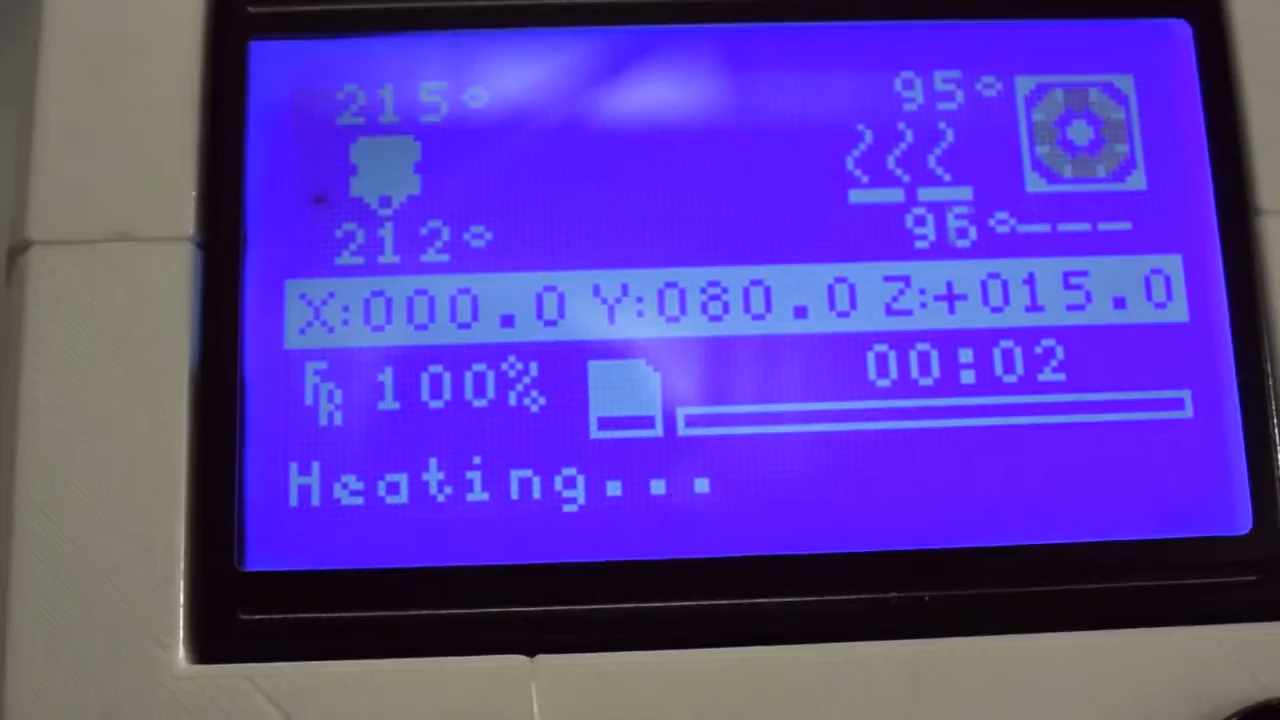 215° 95°
212° 96° ---
X:000.0 Y:080.0 Z:+015.0
FR 100% 00:02
Heating...